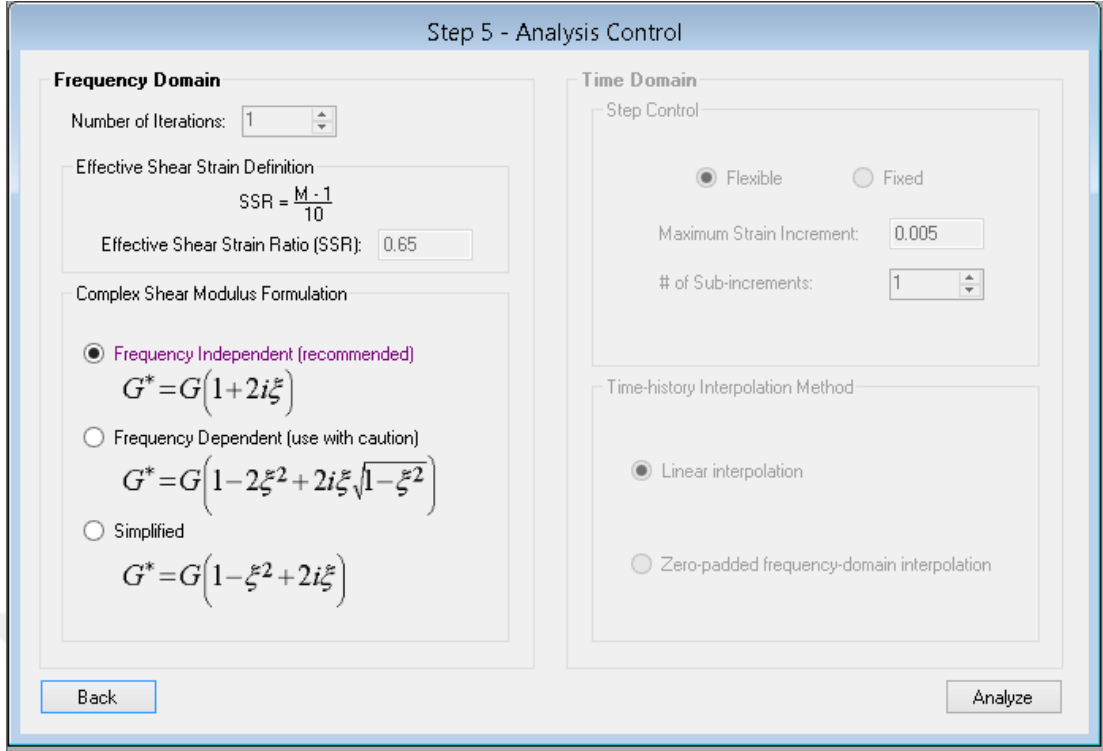 Step 5 - Analysis Control
Frequency Domain
Number of Iterations: 1
Effective Shear Strain Definition
SSR = M - 1 / 10
Effective Shear Strain Ratio (SSR): 0.65
Complex Shear Modulus Formulation
Frequency Independent (recommended)
G* = G(1+2iξ)
Frequency Dependent (use with caution)
G* = G(1−2ξ²+2iξ√1−ξ²)
Simplified
G* = G(1−ξ²+2iξ)
Time Domain
Step Control
Flexible Fixed
Maximum Strain Increment: 0.005
# of Sub-increments: 1
Time-history Interpolation Method
Linear interpolation
Zero-padded frequency-domain interpolation
Back Analyze